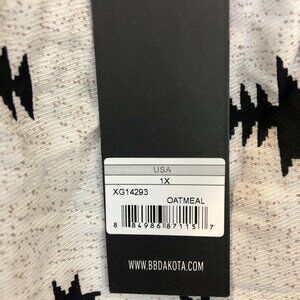 USA
1X
XG14293
OATMEAL
8 84986 87115 7
WWW.BBDAKOTA.COM